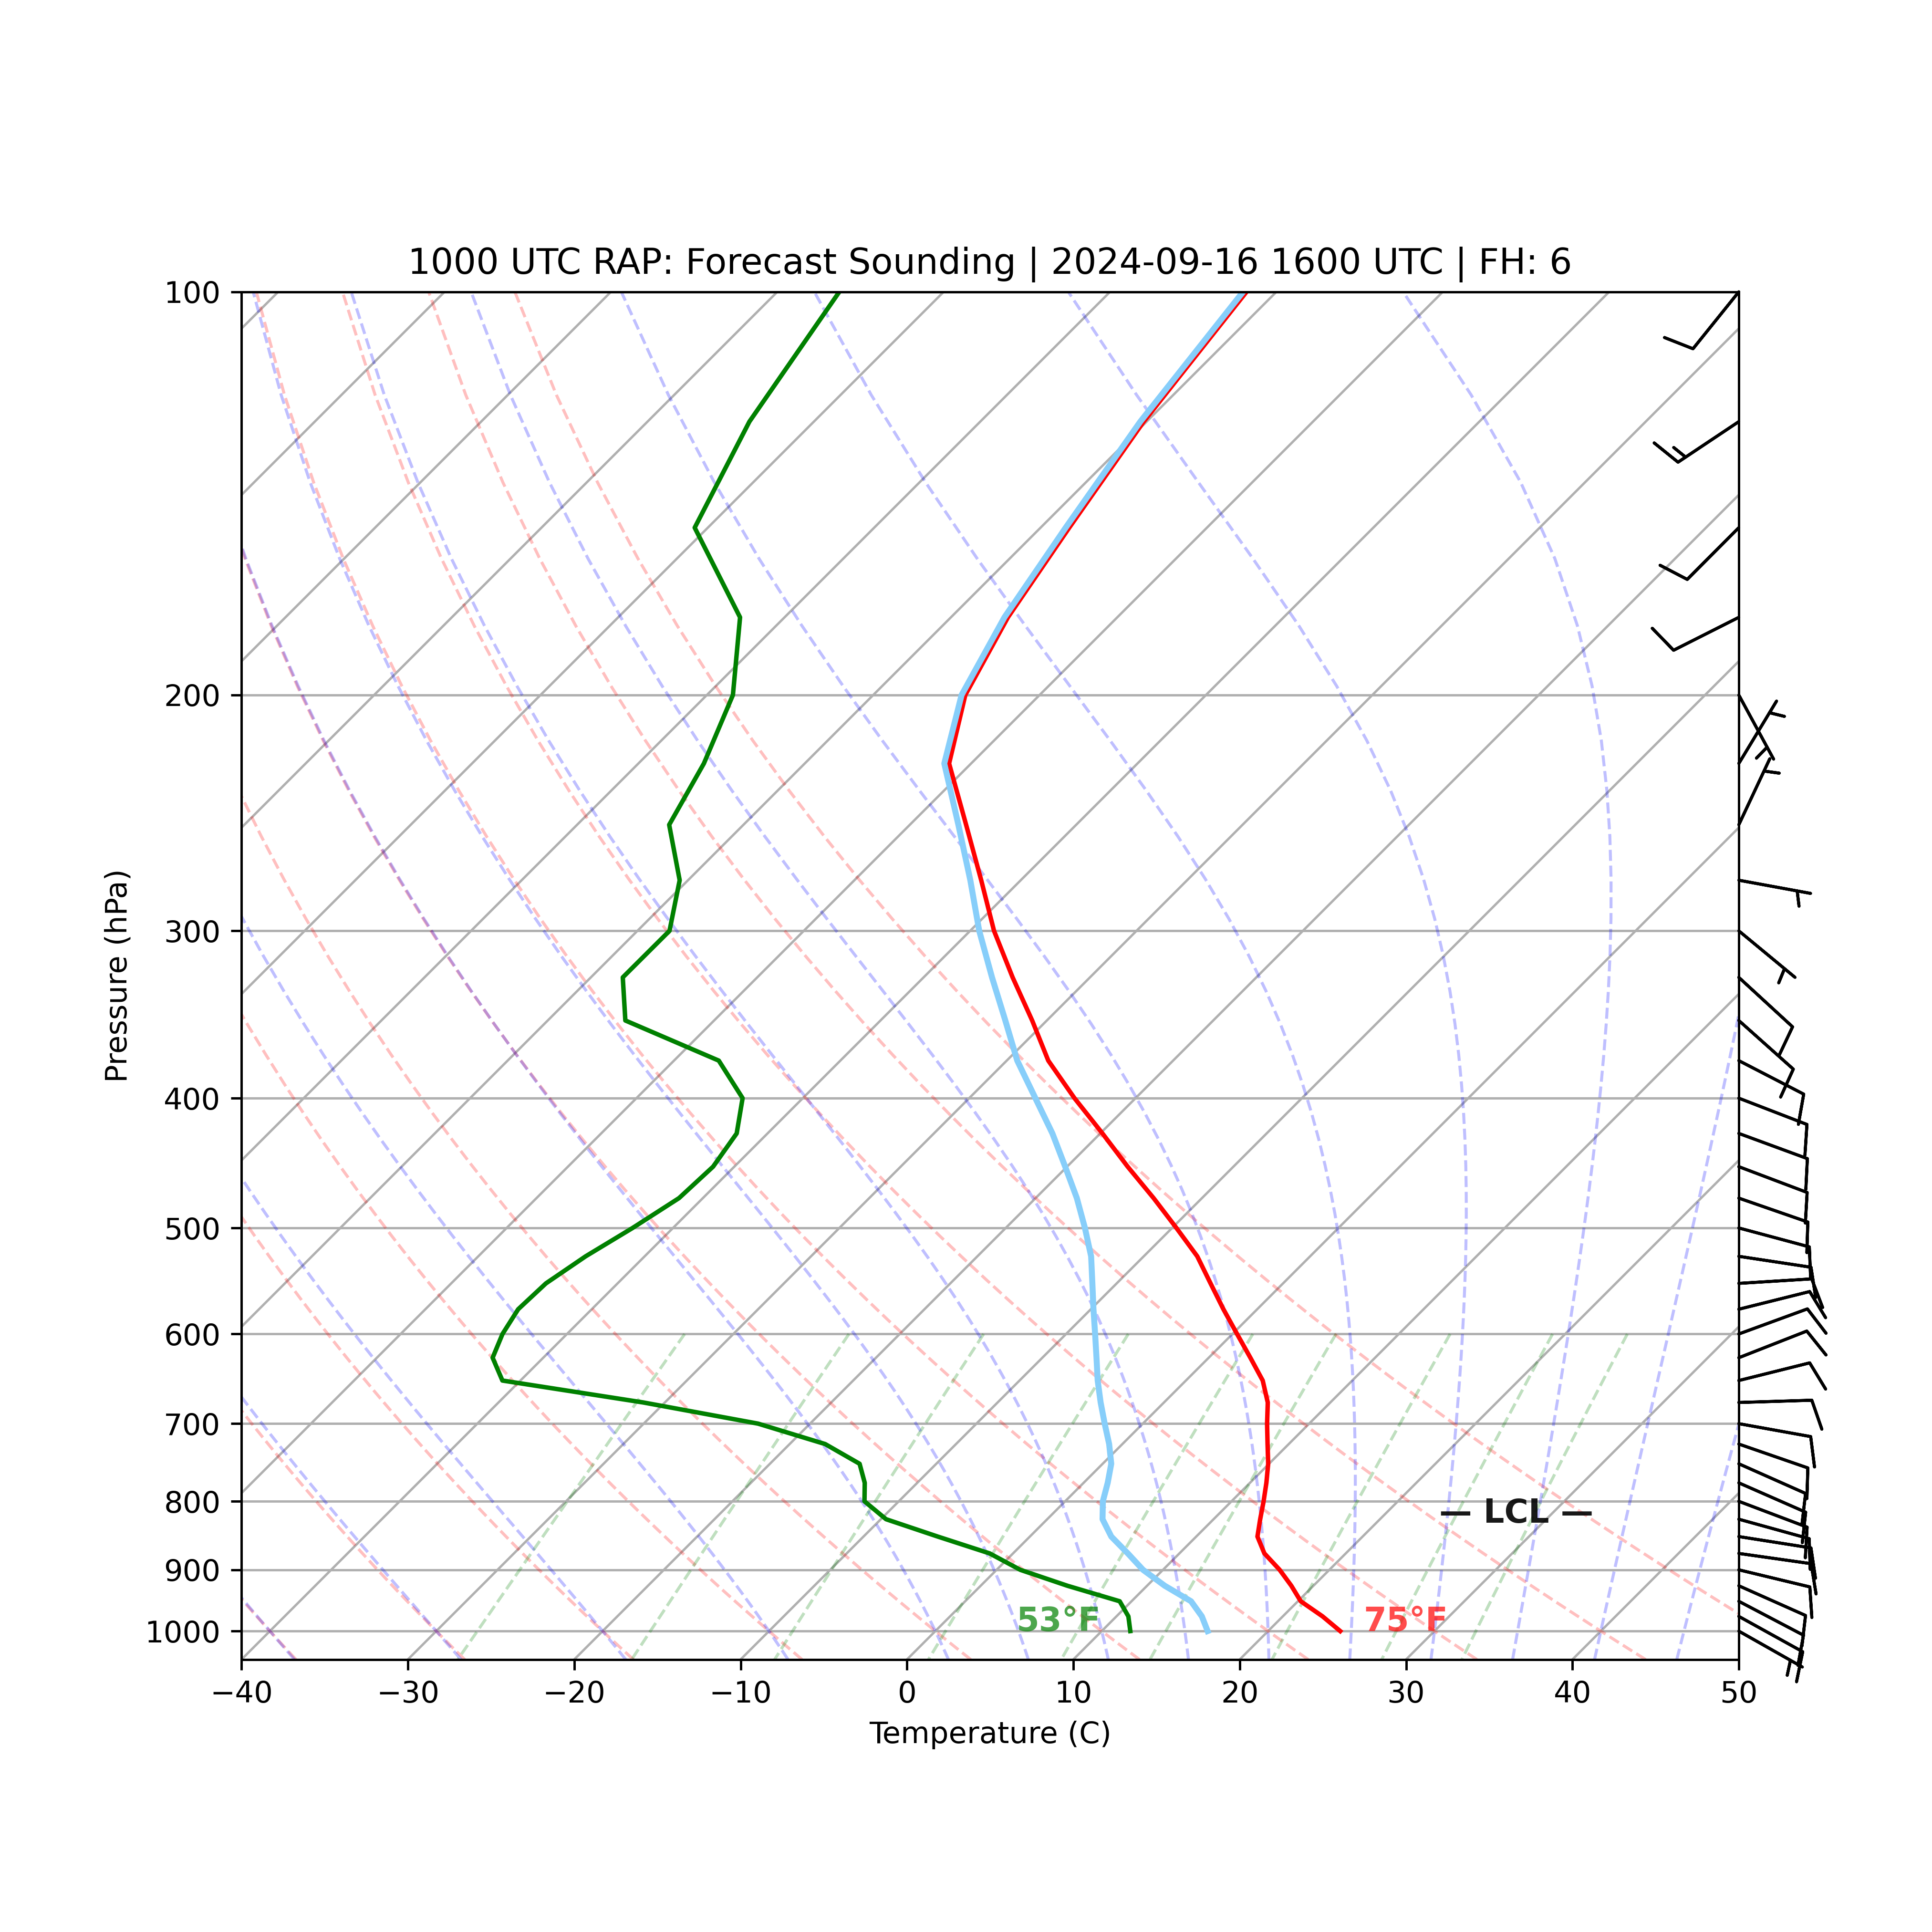 1000 UTC RAP: Forecast Sounding | 2024-09-16 1600 UTC | FH: 6
100
200
300
400
500
600
700
800
900
1000
Pressure (hPa)
— LCL —
53°F
75°F
−40 −30 −20 −10 0 10 20 30 40 50
Temperature (C)